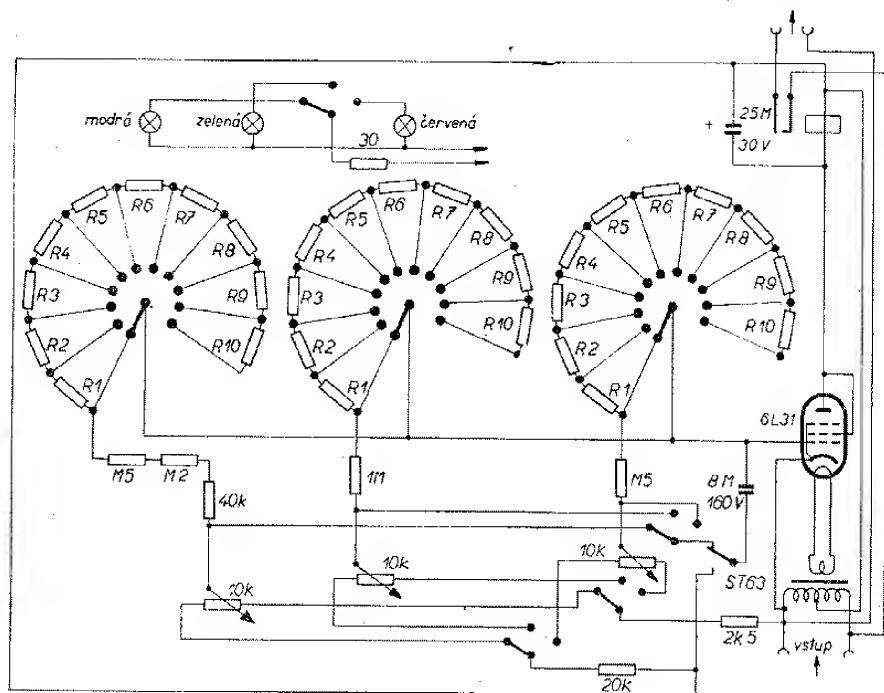 modrá
zelená
červená
30
+
25M
30V
R1
R2
R3
R4
R5
R6
R7
R8
R9
R10
R1
R2
R3
R4
R5
R6
R7
R8
R9
R10
R1
R2
R3
R4
R5
R6
R7
R8
R9
R10
6L31
M5
M2
40k
1M
M5
8M
160V
10k
10k
10k
ST63
2k5
20k
vstup